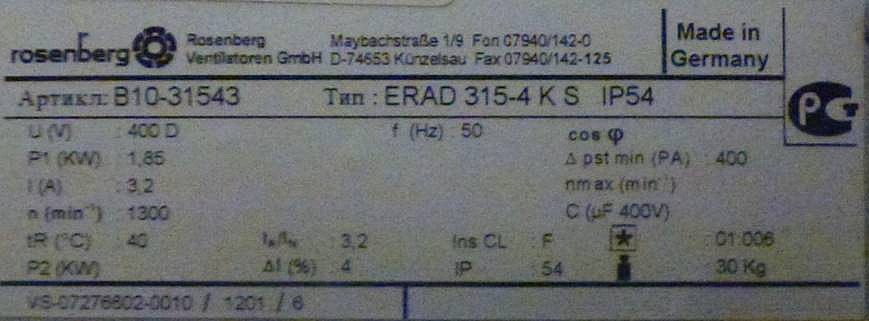 rosenberg Rosenberg Maybachstraße 1/9 Fon 07940/142-0 Made in
Ventilatoren GmbH D-74653 Künzelsau Fax 07940/142-125 Germany
Артикл: B10-31543 Тип : ERAD 315-4 K S IP54
U (V) : 400 D f (Hz) : 50 cos φ
P1 (KW) : 1,85 Δ pst min (PA) : 400
I (A) : 3,2 nmax (min⁻¹)
n (min⁻¹) : 1300 C (µF 400V)
tR (°C) : 40 IA/IN : 3,2 Ins CL : F : 01.006
P2 (KW) ΔI (%) : 4 IP : 54 : 30 Kg
VS-07276602-0010 / 1201 / 6